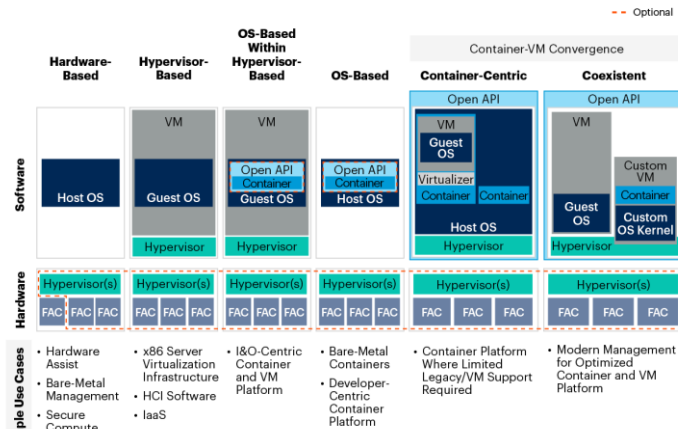 Optional
Container-VM Convergence
Hardware-
Based
Hypervisor-
Based
OS-Based
Within
Hypervisor-
Based
OS-Based
Container-Centric
Coexistent
Software
Host OS
VM
Guest OS
Hypervisor
VM
Open API
Container
Guest OS
Hypervisor
Open API
Container
Host OS
Open API
VM
Guest
OS
Virtualizer
Container
Container
Host OS
Hypervisor
Open API
VM
Guest
OS
Custom
VM
Container
Custom
OS Kernel
Hypervisor
Hardware
Hypervisor(s)
FAC FAC FAC
Hypervisor(s)
FAC FAC FAC
Hypervisor(s)
FAC FAC FAC
Hypervisor(s)
FAC FAC FAC
Hypervisor(s)
FAC FAC FAC
Hypervisor(s)
FAC FAC FAC
ple Use Cases
• Hardware
Assist
• Bare-Metal
Management
• Secure
Compute
• x86 Server
Virtualization
Infrastructure
• HCI Software
• IaaS
• I&O-Centric
Container
and VM
Platform
• Bare-Metal
Containers
• Developer-
Centric
Container
Platform
• Container Platform
Where Limited
Legacy/VM Support
Required
• Modern Management
for Optimized
Container and VM
Platform